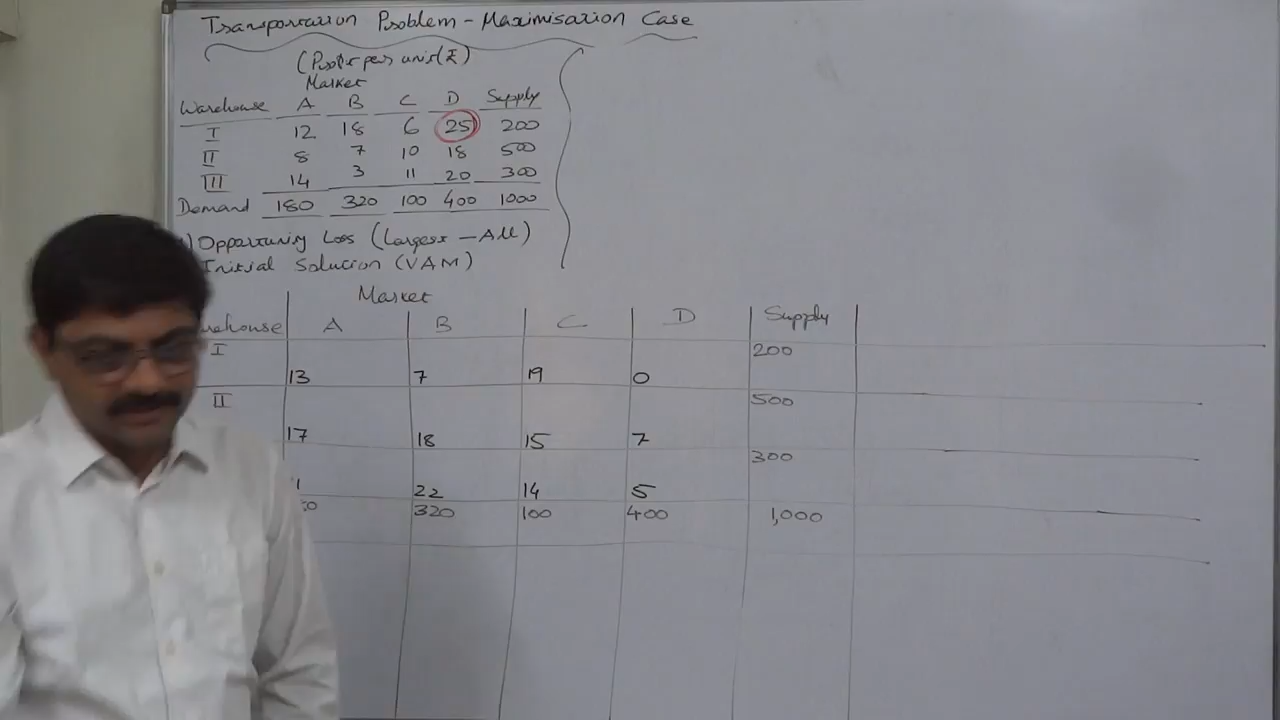 Transportation Problem - Maximisation Case
(Profit per unit (₹)
Market
Warehouse A B C D Supply
I 12 18 6 25 200
II 8 7 10 18 500
III 14 3 11 20 300
Demand 180 320 100 400 1000
) Opportunity Loss (Largest - All)
Initial Solution (VAM)
Market
ehouse A B C D Supply
I 200
13 7 19 0
II 500
17 18 15 7
300
22 14 5
320 100 400 1,000